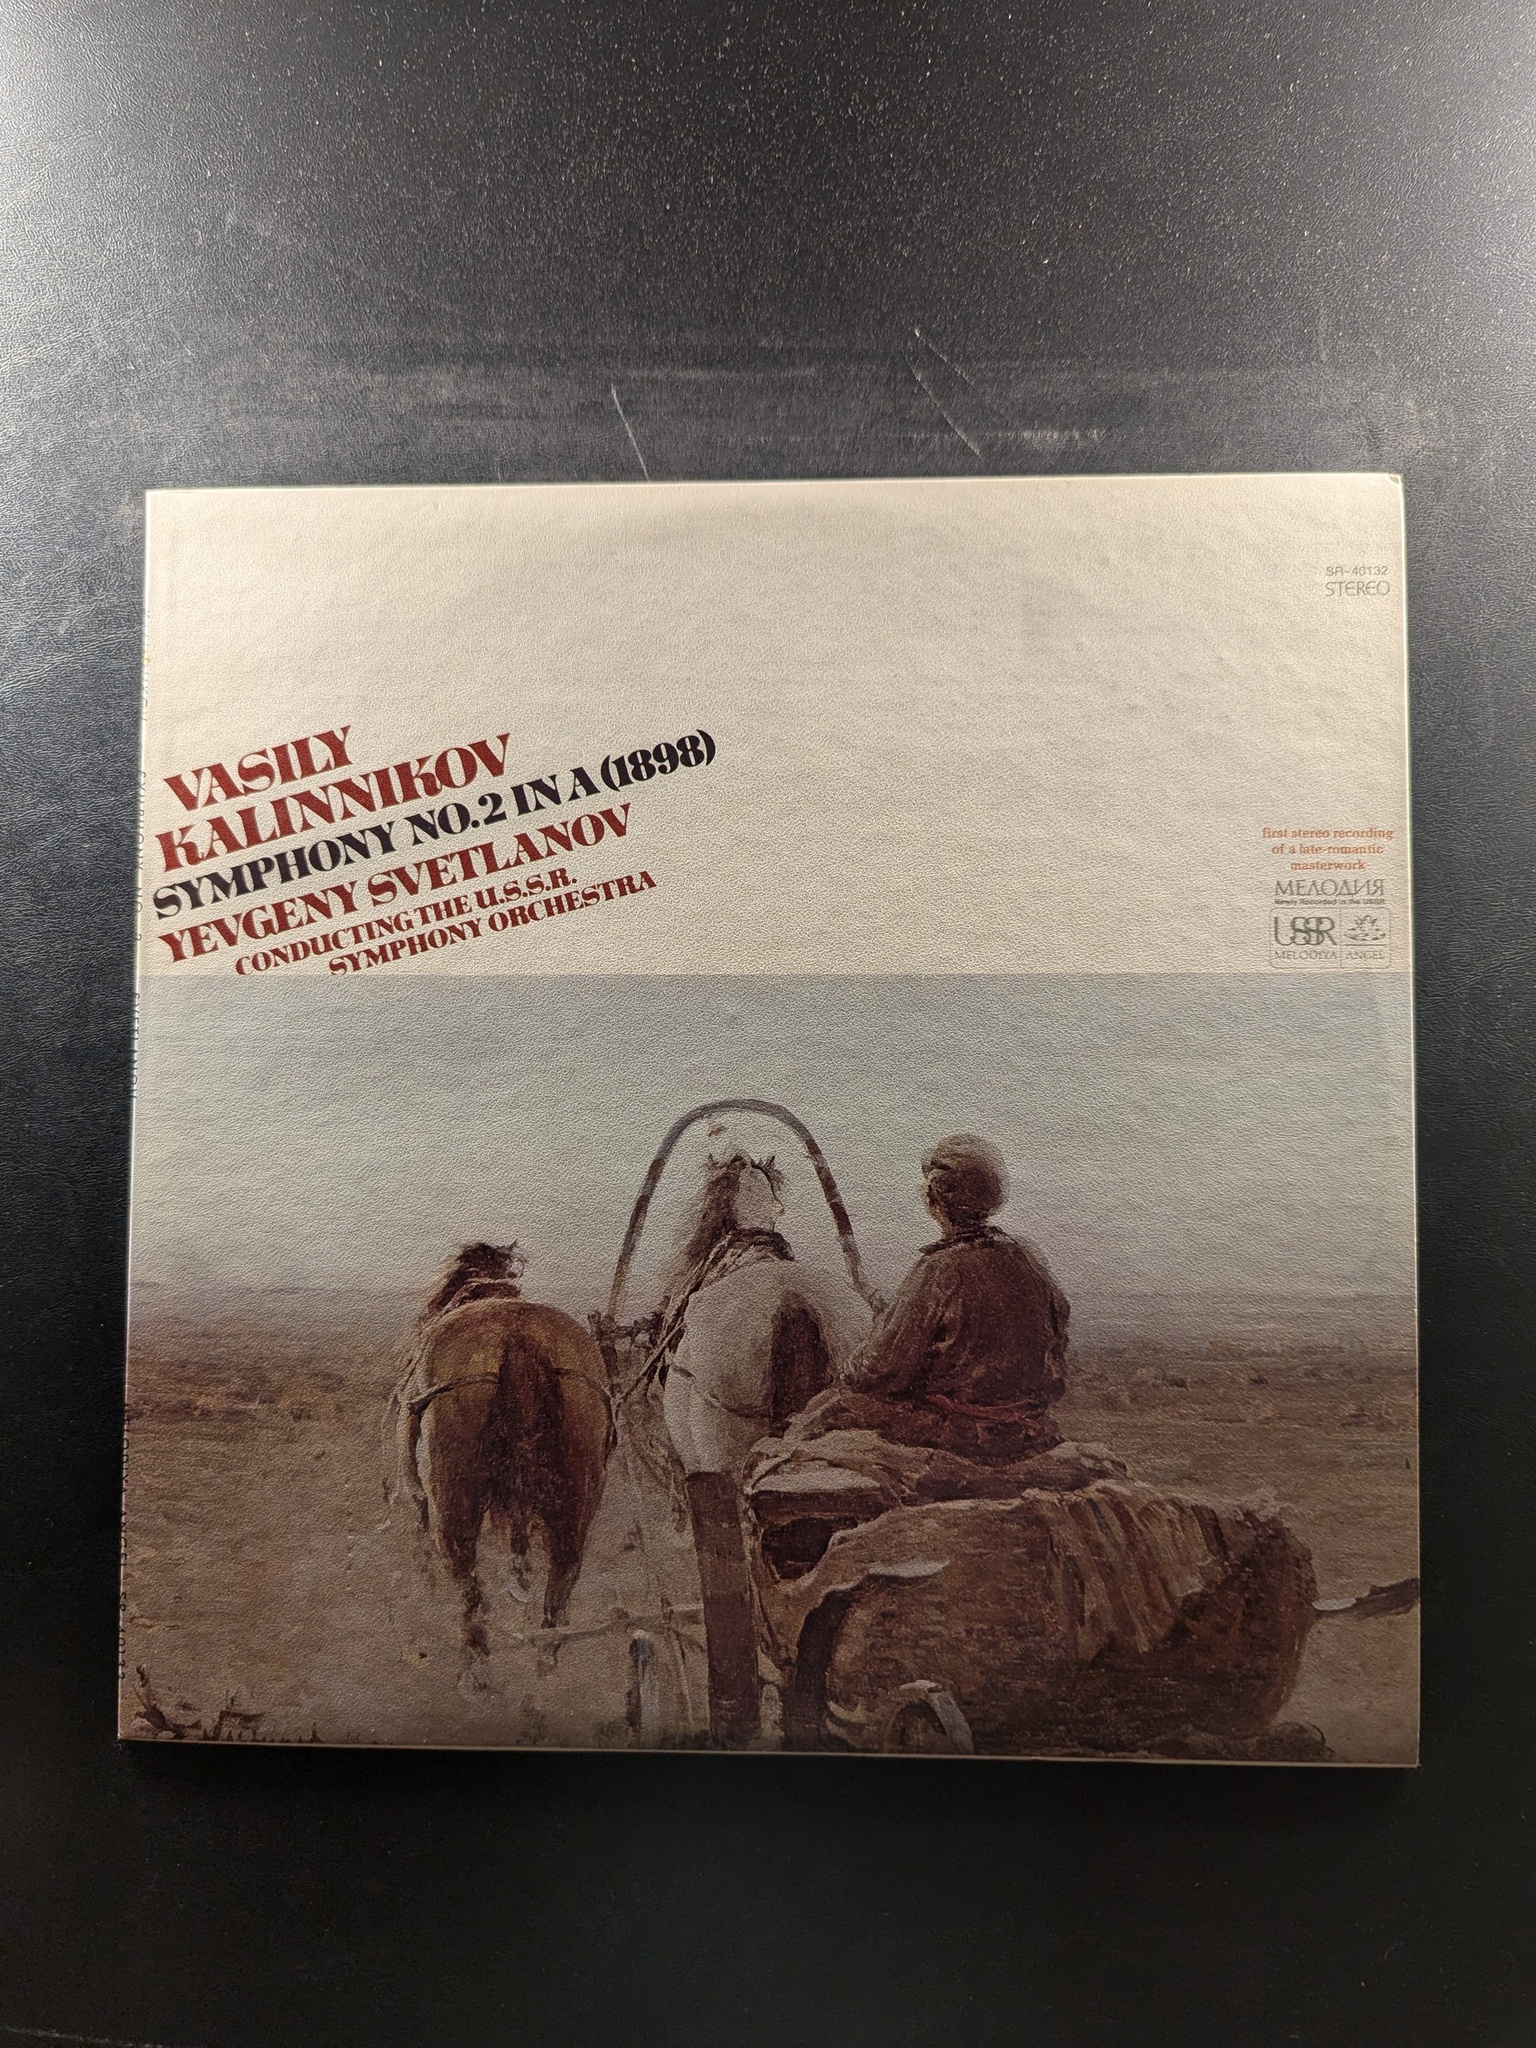 SR-40132
STEREO
VASILY
KALINNIKOV
SYMPHONY NO.2 IN A (1898)
YEVGENY SVETLANOV
CONDUCTING THE U.S.S.R.
SYMPHONY ORCHESTRA
first stereo recording
of a late-romantic
masterwork
МЕЛОДИЯ
Newly Recorded in the USSR
USSR
MELODIYA
ANGEL